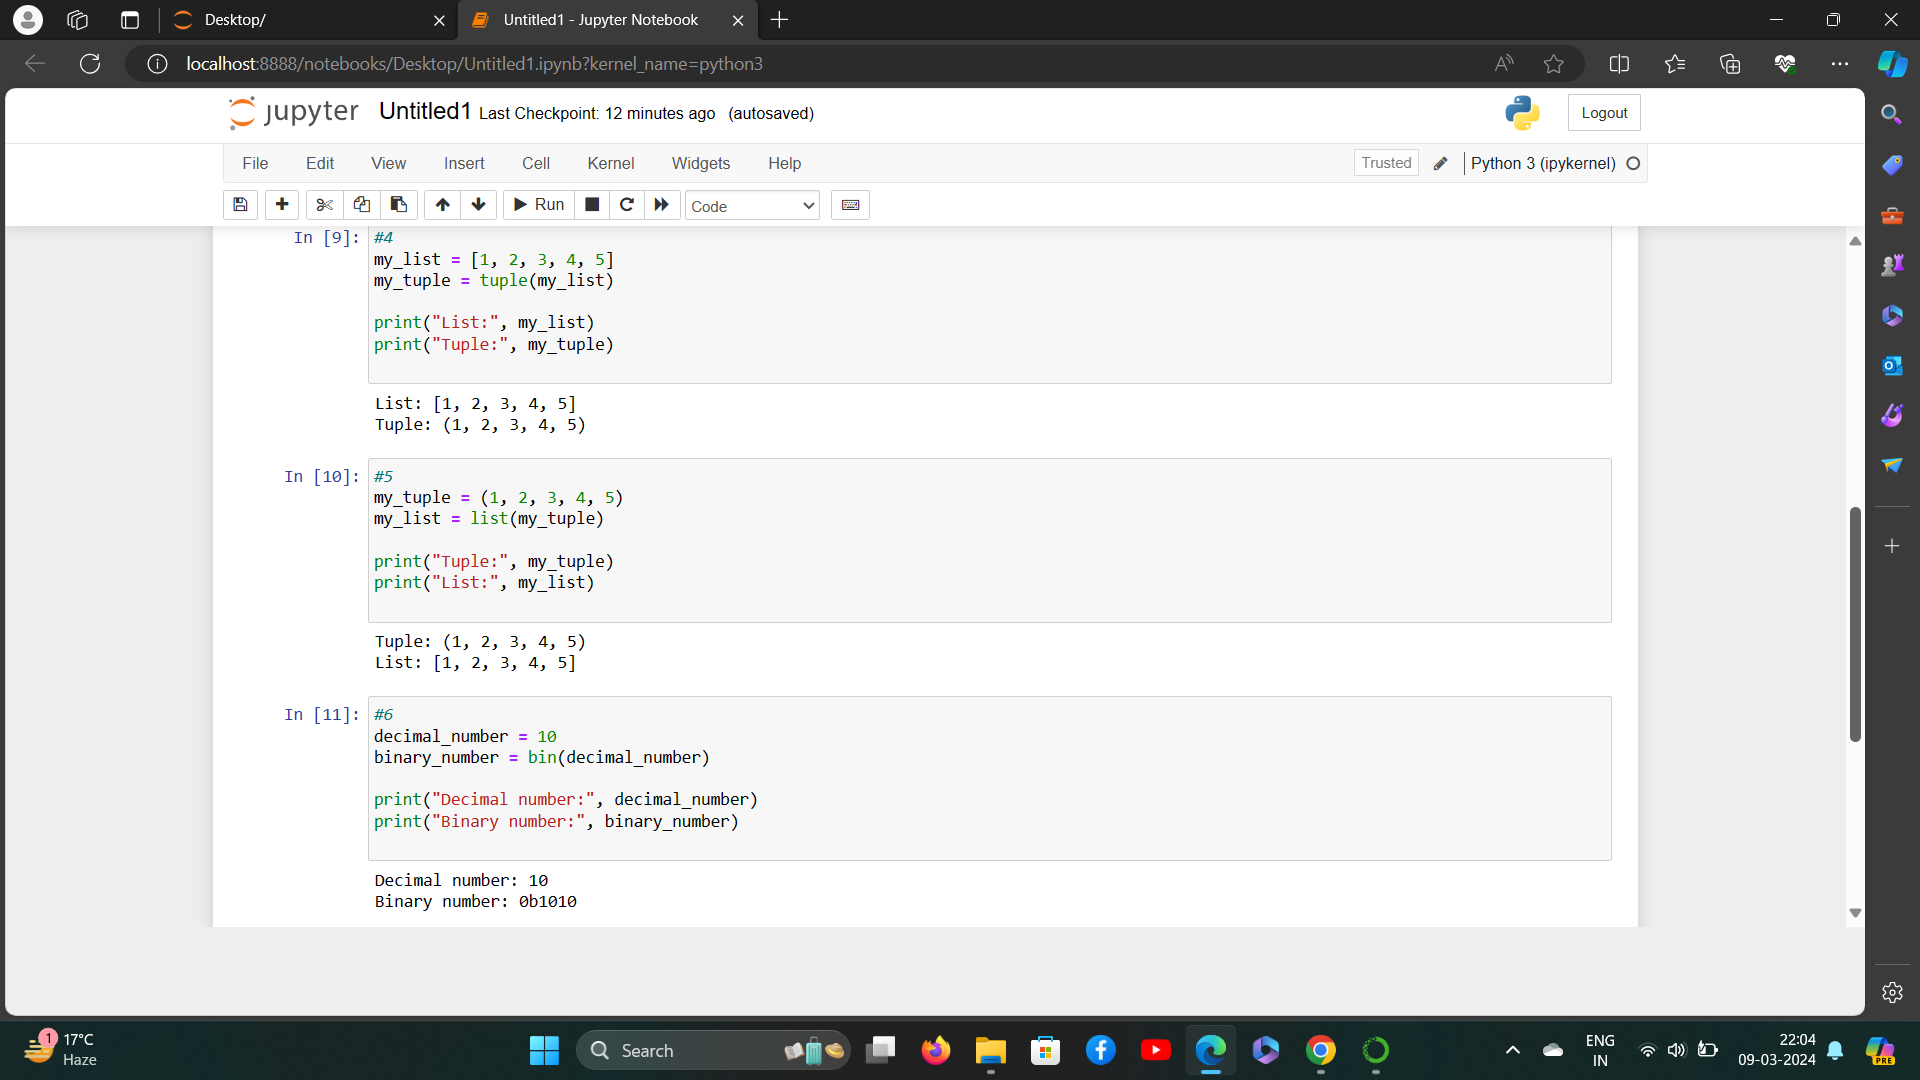 Desktop/
Untitled1 - Jupyter Notebook
localhost:8888/notebooks/Desktop/Untitled1.ipynb?kernel_name=python3
jupyter Untitled1 Last Checkpoint: 12 minutes ago (autosaved)
Logout
File Edit View Insert Cell Kernel Widgets Help
Trusted
Python 3 (ipykernel)
Run
Code
In [9]: #4
my_list = [1, 2, 3, 4, 5]
my_tuple = tuple(my_list)
print("List:", my_list)
print("Tuple:", my_tuple)
List: [1, 2, 3, 4, 5]
Tuple: (1, 2, 3, 4, 5)
In [10]: #5
my_tuple = (1, 2, 3, 4, 5)
my_list = list(my_tuple)
print("Tuple:", my_tuple)
print("List:", my_list)
Tuple: (1, 2, 3, 4, 5)
List: [1, 2, 3, 4, 5]
In [11]: #6
decimal_number = 10
binary_number = bin(decimal_number)
print("Decimal number:", decimal_number)
print("Binary number:", binary_number)
Decimal number: 10
Binary number: 0b1010
1
17°C
Haze
Search
ENG
IN
22:04
09-03-2024
PRE